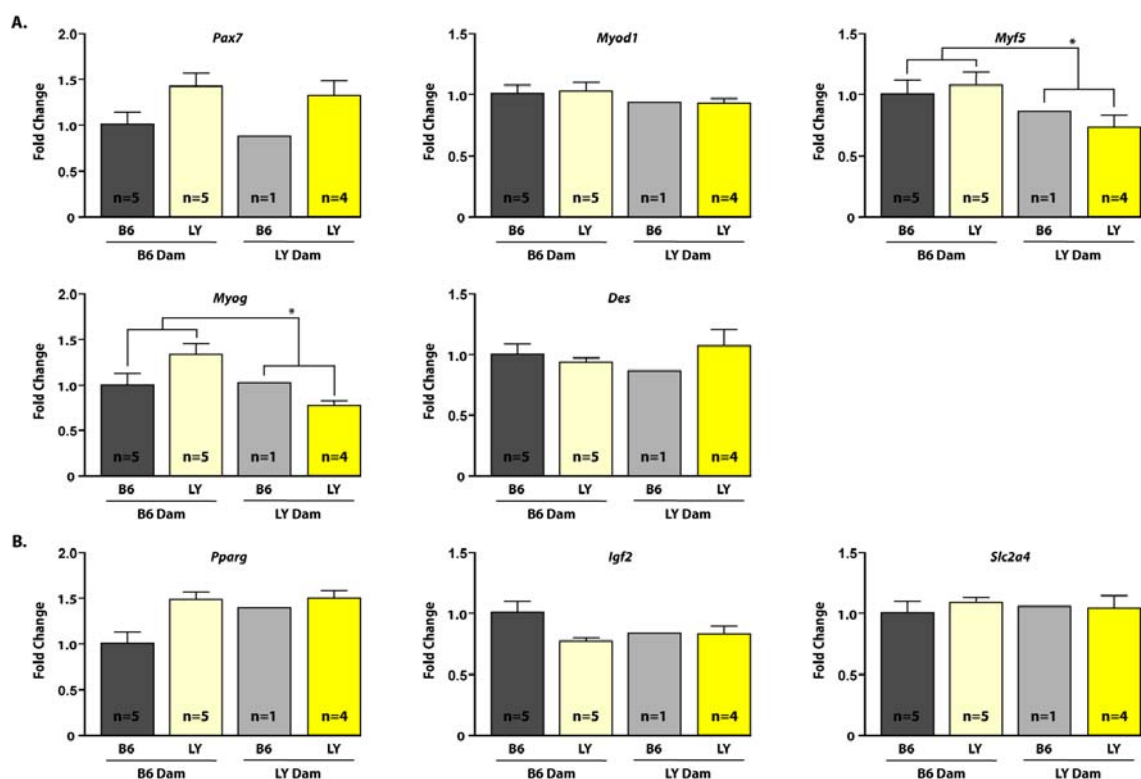 A.
Pax7
Fold Change
2.0
1.5
1.0
0.5
0
n=5 n=5 n=1 n=4
B6 LY B6 LY
B6 Dam LY Dam
Myod1
Fold Change
1.5
1.0
0.5
0
n=5 n=5 n=1 n=4
B6 LY B6 LY
B6 Dam LY Dam
Myf5
*
Fold Change
1.5
1.0
0.5
0
n=5 n=5 n=1 n=4
B6 LY B6 LY
B6 Dam LY Dam
Myog
*
Fold Change
2.0
1.5
1.0
0.5
0
n=5 n=5 n=1 n=4
B6 LY B6 LY
B6 Dam LY Dam
Des
Fold Change
1.5
1.0
0.5
0
n=5 n=5 n=1 n=4
B6 LY B6 LY
B6 Dam LY Dam
B.
Pparg
Fold Change
2.0
1.5
1.0
0.5
0
n=5 n=5 n=1 n=4
B6 LY B6 LY
B6 Dam LY Dam
Igf2
Fold Change
1.5
1.0
0.5
0
n=5 n=5 n=1 n=4
B6 LY B6 LY
B6 Dam LY Dam
Slc2a4
Fold Change
1.5
1.0
0.5
0
n=5 n=5 n=1 n=4
B6 LY B6 LY
B6 Dam LY Dam